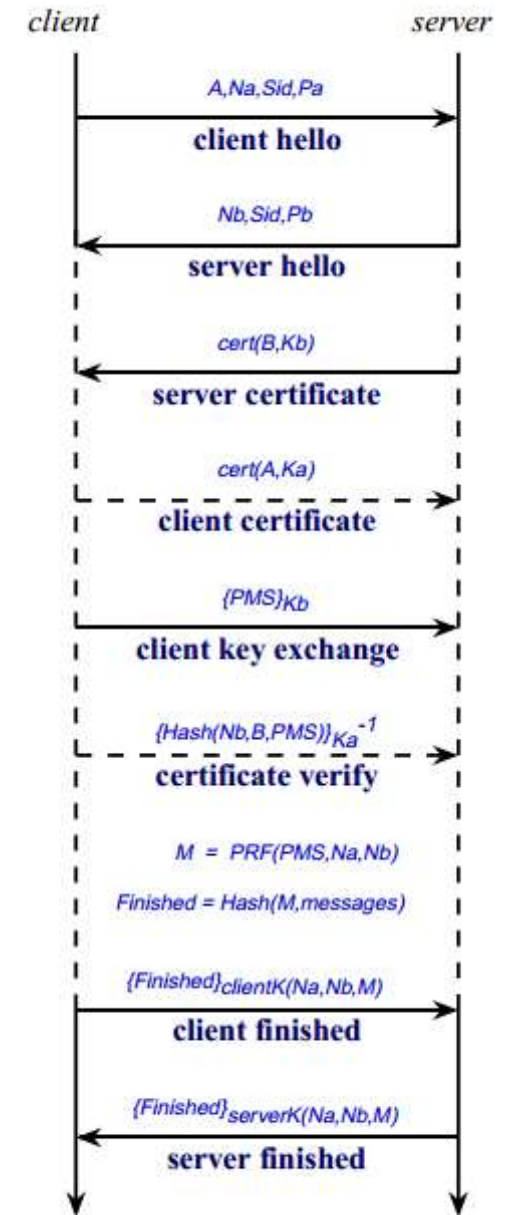 client server
A,Na,Sid,Pa
client hello
Nb,Sid,Pb
server hello
cert(B,Kb)
server certificate
cert(A,Ka)
client certificate
{PMS}Kb
client key exchange
{Hash(Nb,B,PMS)}Ka-1
certificate verify
M = PRF(PMS,Na,Nb)
Finished = Hash(M,messages)
{Finished}clientK(Na,Nb,M)
client finished
{Finished}serverK(Na,Nb,M)
server finished